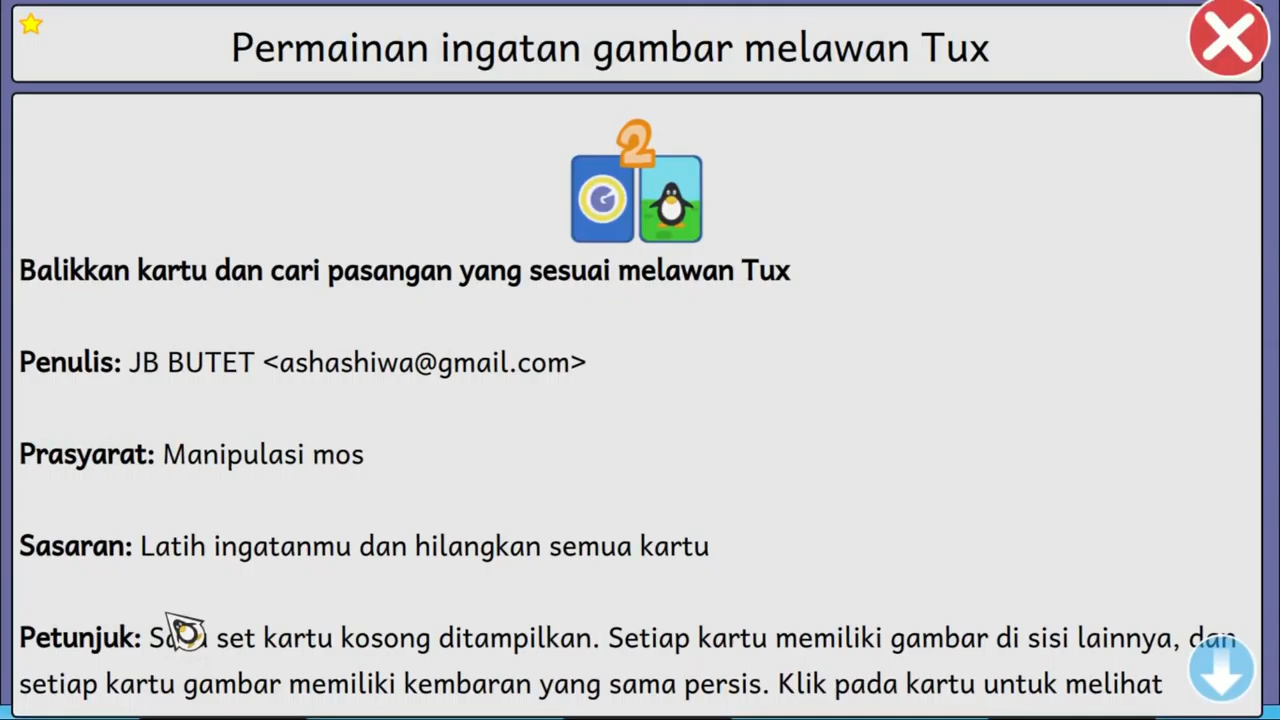 Permainan ingatan gambar melawan Tux
2
Balikkan kartu dan cari pasangan yang sesuai melawan Tux
Penulis: JB BUTET <ashashiwa@gmail.com>
Prasyarat: Manipulasi mos
Sasaran: Latih ingatanmu dan hilangkan semua kartu
Petunjuk: set kartu kosong ditampilkan. Setiap kartu memiliki gambar di sisi lainnya, dan
setiap kartu gambar memiliki kembaran yang sama persis. Klik pada kartu untuk melihat